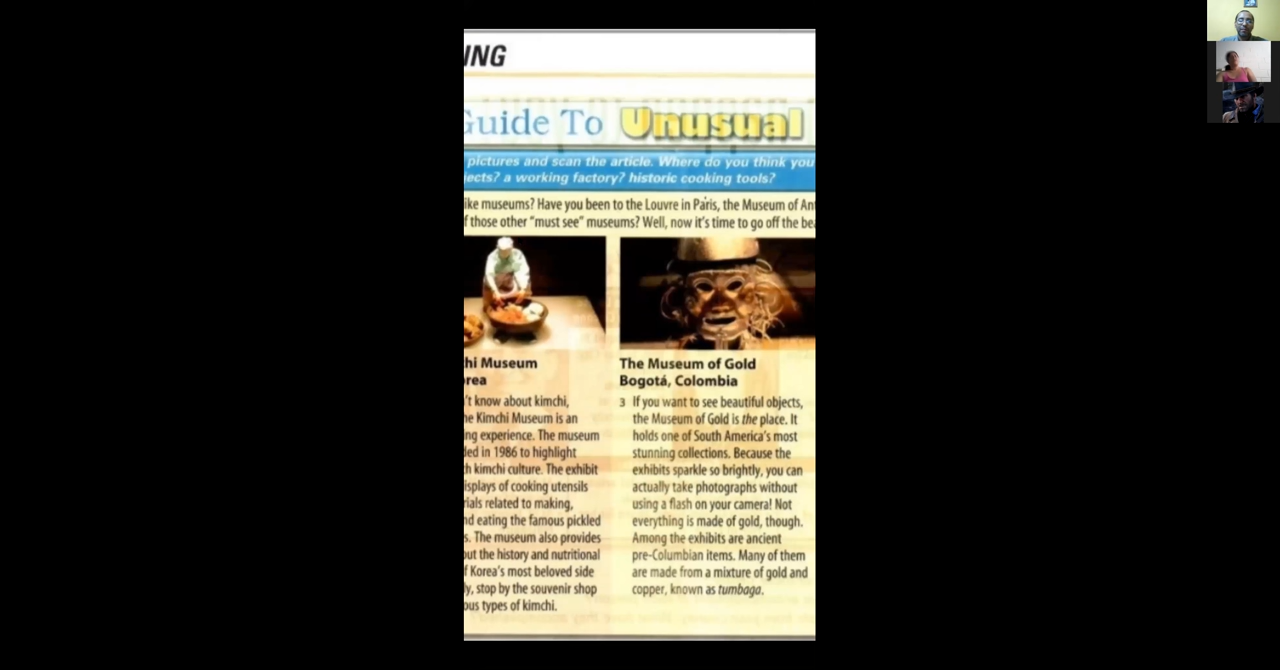 ING
Guide To Unusual
pictures and scan the article. Where do you think you
ects? a working factory? historic cooking tools?
ike museums? Have you been to the Louvre in Paris, the Museum of An
f those other "must see" museums? Well, now it's time to go off the bea
hi Museum
rea
't know about kimchi,
he Kimchi Museum is an
ng experience. The museum
ded in 1986 to highlight
h kimchi culture. The exhibit
isplays of cooking utensils
rials related to making,
nd eating the famous pickled
s. The museum also provides
out the history and nutritional
f Korea's most beloved side
ly, stop by the souvenir shop
ous types of kimchi.
The Museum of Gold
Bogotá, Colombia
3 If you want to see beautiful objects,
the Museum of Gold is the place. It
holds one of South America's most
stunning collections. Because the
exhibits sparkle so brightly, you can
actually take photographs without
using a flash on your camera! Not
everything is made of gold, though.
Among the exhibits are ancient
pre-Columbian items. Many of them
are made from a mixture of gold and
copper, known as tumbaga.